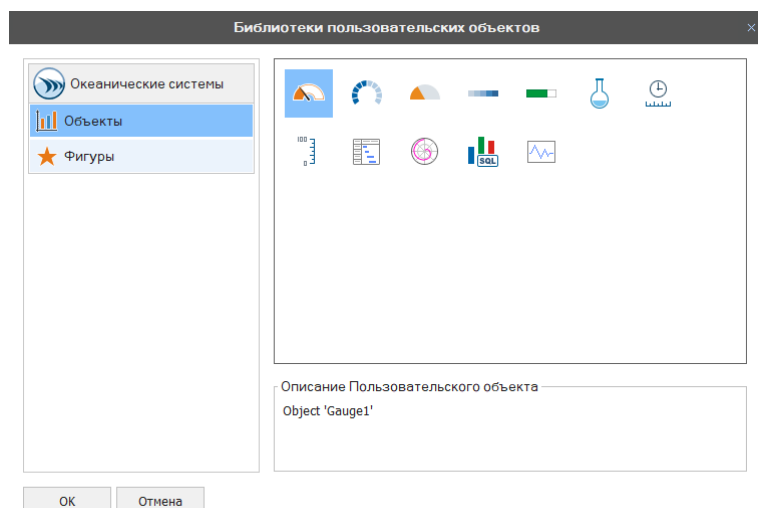 Библиотеки пользовательских объектов
Океанические системы
Объекты
Фигуры
100
0
SQL
Описание Пользовательского объекта
Object 'Gauge1'
OK Отмена